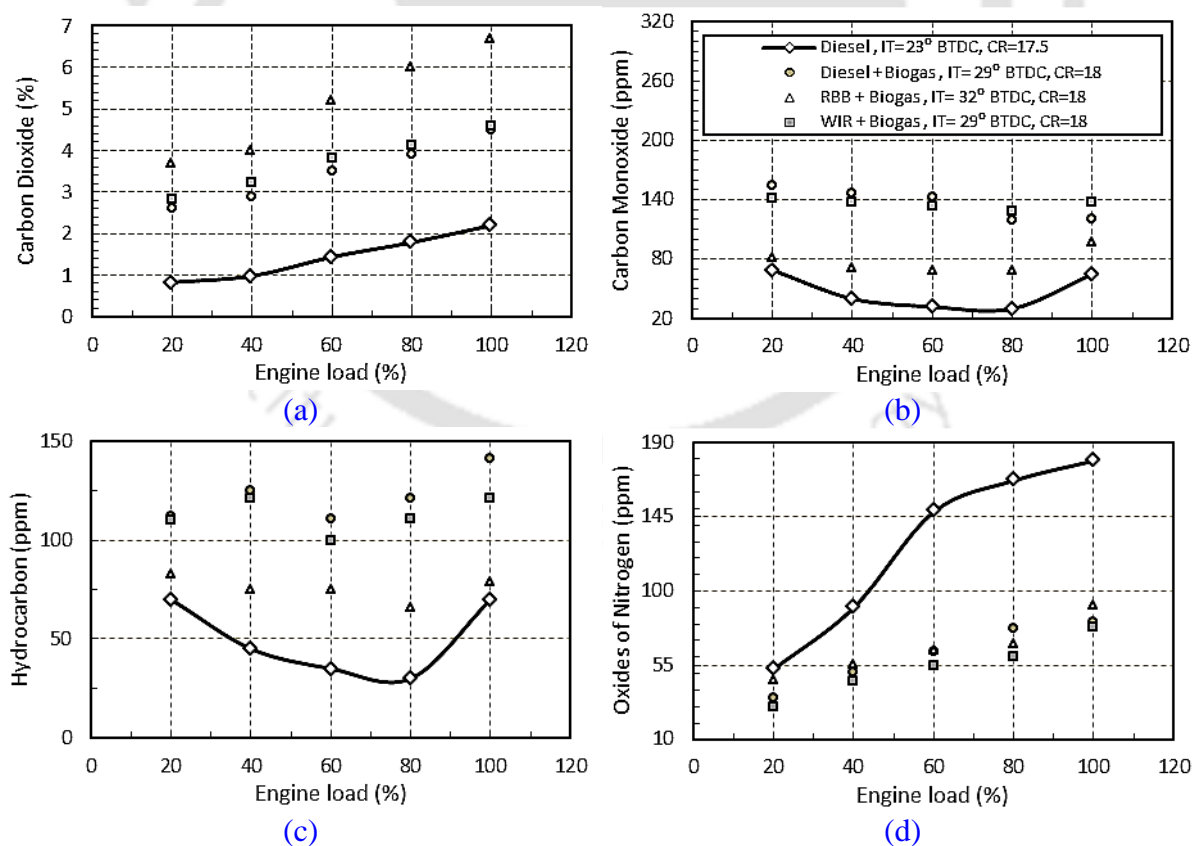 7
6
5
4
3
2
1
0
Carbon Dioxide (%)
0 20 40 60 80 100 120
Engine load (%)
(a)
320
260
200
140
80
20
Carbon Monoxide (ppm)
Diesel , IT= 23° BTDC, CR=17.5
Diesel +Biogas , IT= 29° BTDC, CR=18
RBB + Biogas , IT= 32° BTDC, CR=18
WIR + Biogas , IT= 29° BTDC, CR=18
0 20 40 60 80 100 120
Engine load (%)
(b)
150
100
50
0
Hydrocarbon (ppm)
0 20 40 60 80 100 120
Engine load (%)
(c)
190
145
100
55
10
Oxides of Nitrogen (ppm)
0 20 40 60 80 100 120
Engine load (%)
(d)